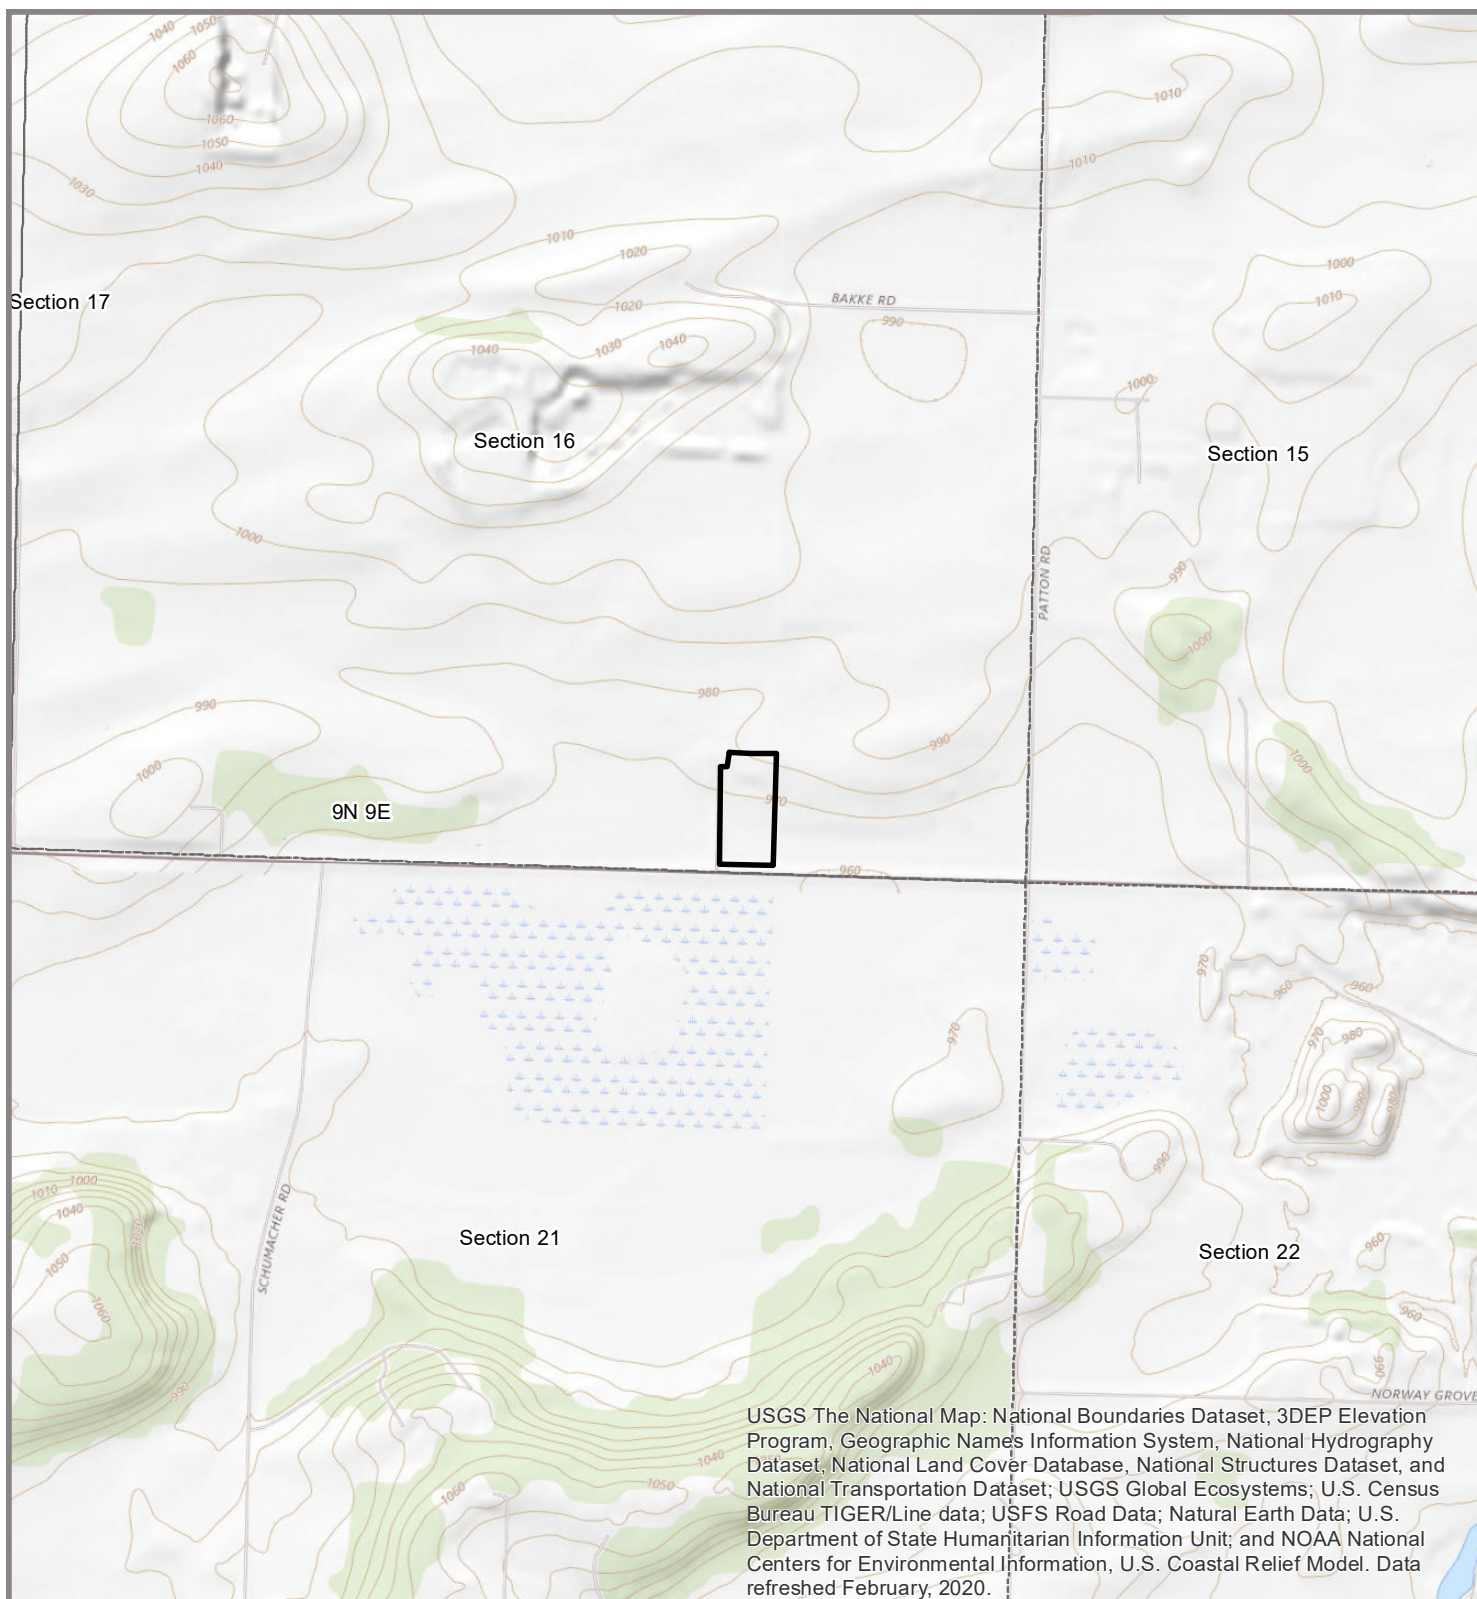 1040
1050
1060
1010
1060
1050
1040
1010
1030
1010
1020
1000
Section 17
1010
1020
BAKKE RD
990
1040
1030
1040
1000
Section 16
Section 15
1000
990
PATTON RD
1000
980
990
990
1000
1000
9N 9E
960
970
960
960
970
970
980
1000
990
980
990
1010
1000
1040
1020
SCHUMACHER RD
Section 21
Section 22
960
1050
1060
960
990
1040
990
NORWAY GROVE
USGS The National Map: National Boundaries Dataset, 3DEP Elevation
Program, Geographic Names Information System, National Hydrography
Dataset, National Land Cover Database, National Structures Dataset, and
National Transportation Dataset; USGS Global Ecosystems; U.S. Census
Bureau TIGER/Line data; USFS Road Data; Natural Earth Data; U.S.
Department of State Humanitarian Information Unit; and NOAA National
Centers for Environmental Information, U.S. Coastal Relief Model. Data
refreshed February, 2020.
1040
1050
1060